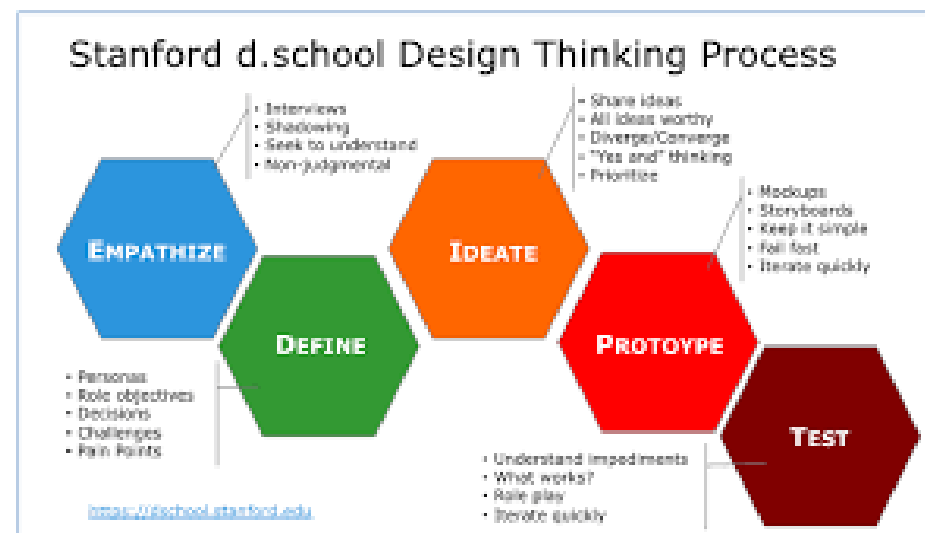 Stanford d.school Design Thinking Process
• Interviews
• Shadowing
• Seek to understand
• Non-judgmental
• Share ideas
• All ideas worthy
• Diverge/Converge
• "Yes and" thinking
• Prioritize
• Mockups
• Storyboards
• Keep it simple
• Fail fast
• Iterate quickly
EMPATHIZE
IDEATE
DEFINE
PROTOYPE
• Personas
• Role objectives
• Decisions
• Challenges
• Pain Points
TEST
• Understand impediments
• What works?
• Role play
• Iterate quickly
https://dschool.stanford.edu